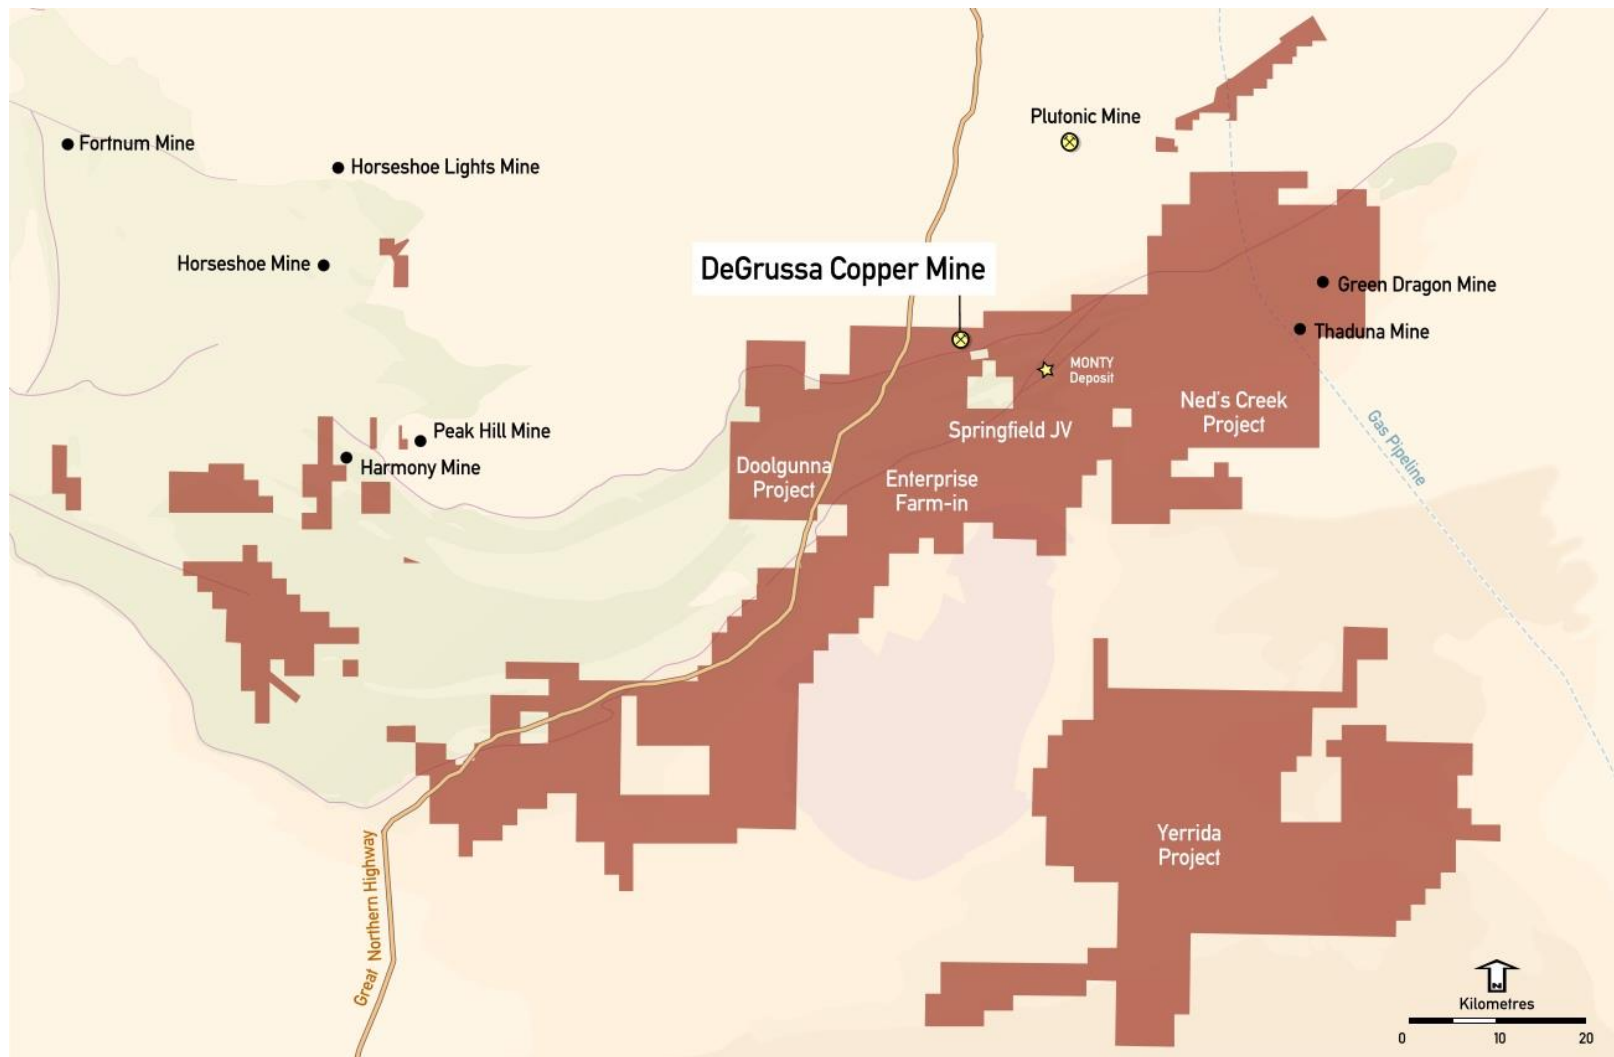 Plutonic Mine
Fortnum Mine
Horseshoe Lights Mine
Horseshoe Mine
DeGrussa Copper Mine
Green Dragon Mine
Thaduna Mine
MONTY
Deposit
Ned's Creek
Project
Springfield JV
Peak Hill Mine
Harmony Mine
Doolgunna
Project
Enterprise
Farm-in
Gas Pipeline
Yerrida
Project
Great Northern Highway
N
Kilometres
0 10 20